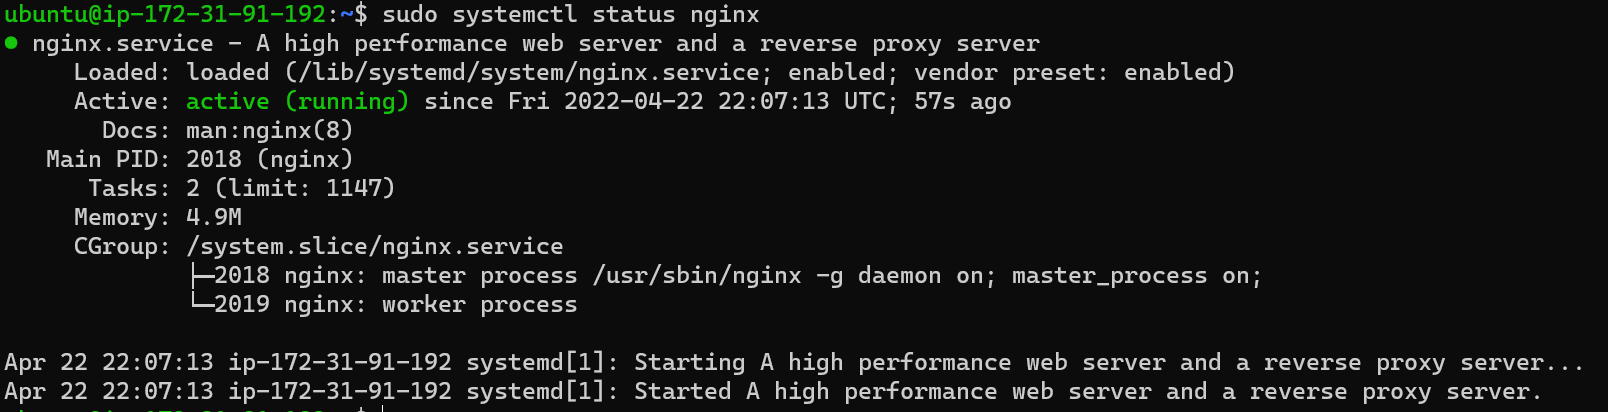 ubuntu@ip-172-31-91-192:~$ sudo systemctl status nginx
● nginx.service - A high performance web server and a reverse proxy server
     Loaded: loaded (/lib/systemd/system/nginx.service; enabled; vendor preset: enabled)
     Active: active (running) since Fri 2022-04-22 22:07:13 UTC; 57s ago
       Docs: man:nginx(8)
   Main PID: 2018 (nginx)
      Tasks: 2 (limit: 1147)
     Memory: 4.9M
     CGroup: /system.slice/nginx.service
             ├─2018 nginx: master process /usr/sbin/nginx -g daemon on; master_process on;
             └─2019 nginx: worker process

Apr 22 22:07:13 ip-172-31-91-192 systemd[1]: Starting A high performance web server and a reverse proxy server...
Apr 22 22:07:13 ip-172-31-91-192 systemd[1]: Started A high performance web server and a reverse proxy server.